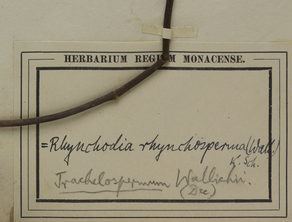 HERBARIUM REGIUM MONACENSE.
= Rhynchodia rhynchosperma (Wall.)
K. Sch.
Trachelospermum Wallichii.
(Dec)